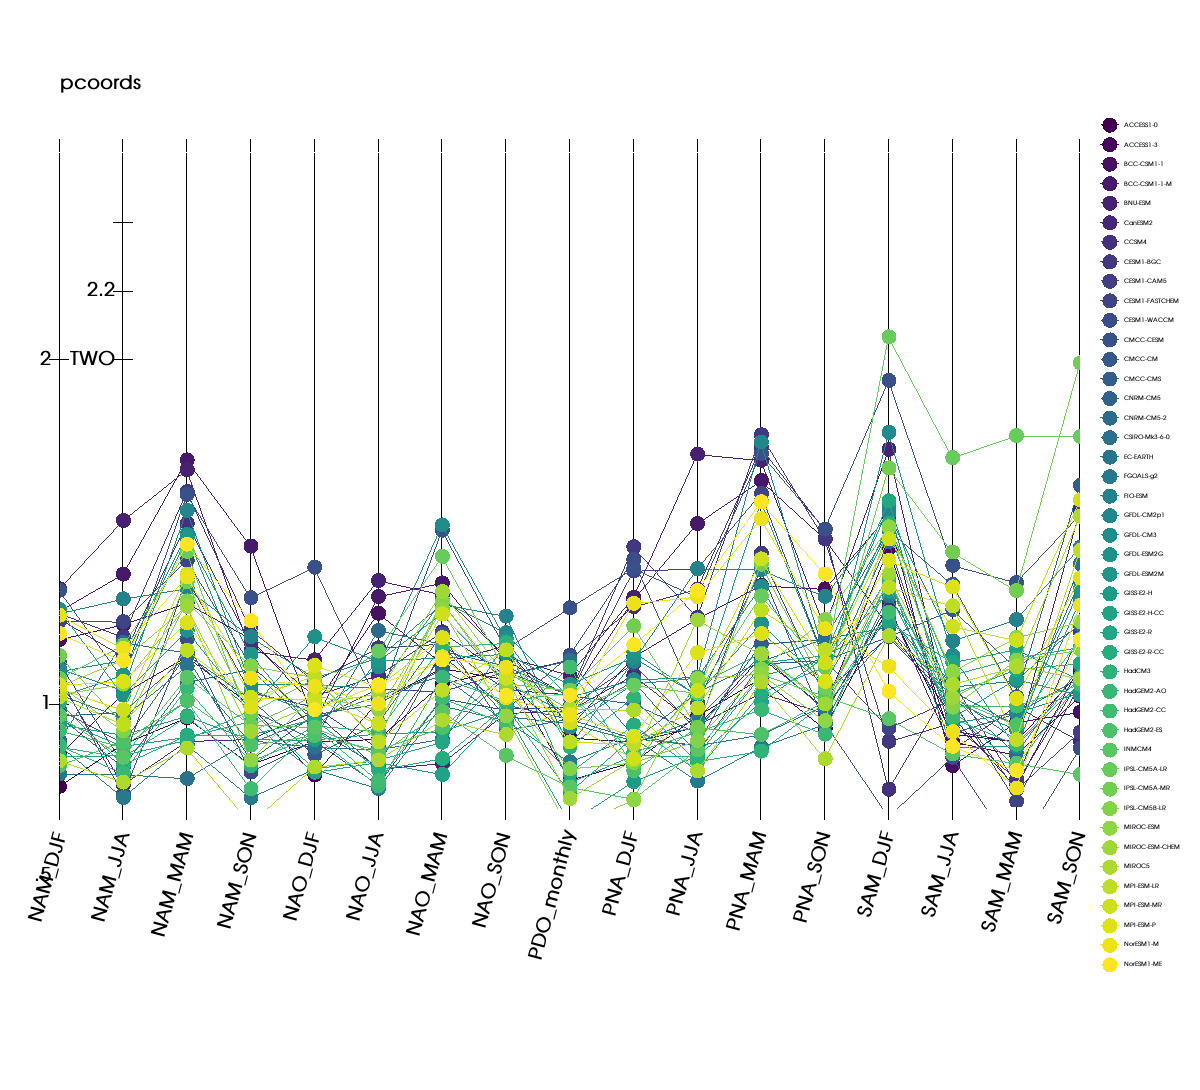 pcoords
2.2
2
TWO
1
NAM_DJF
NAM_JJA
NAM_MAM
NAM_SON
NAO_DJF
NAO_JJA
NAO_MAM
NAO_SON
PDO_monthly
PNA_DJF
PNA_JJA
PNA_MAM
PNA_SON
SAM_DJF
SAM_JJA
SAM_MAM
SAM_SON
ACCESS1-0
ACCESS1-3
BCC-CSM1-1
BCC-CSM1-1-M
BNU-ESM
CanESM2
CCSM4
CESM1-BGC
CESM1-CAM5
CESM1-FASTCHEM
CESM1-WACCM
CMCC-CESM
CMCC-CM
CMCC-CMS
CNRM-CM5
CNRM-CM5-2
CSIRO-Mk3-6-0
EC-EARTH
FGOALS-g2
FIO-ESM
GFDL-CM2p1
GFDL-CM3
GFDL-ESM2G
GFDL-ESM2M
GISS-E2-H
GISS-E2-H-CC
GISS-E2-R
GISS-E2-R-CC
HadCM3
HadGEM2-AO
HadGEM2-CC
HadGEM2-ES
INMCM4
IPSL-CM5A-LR
IPSL-CM5A-MR
IPSL-CM5B-LR
MIROC-ESM
MIROC-ESM-CHEM
MIROC5
MPI-ESM-LR
MPI-ESM-MR
MPI-ESM-P
NorESM1-M
NorESM1-ME